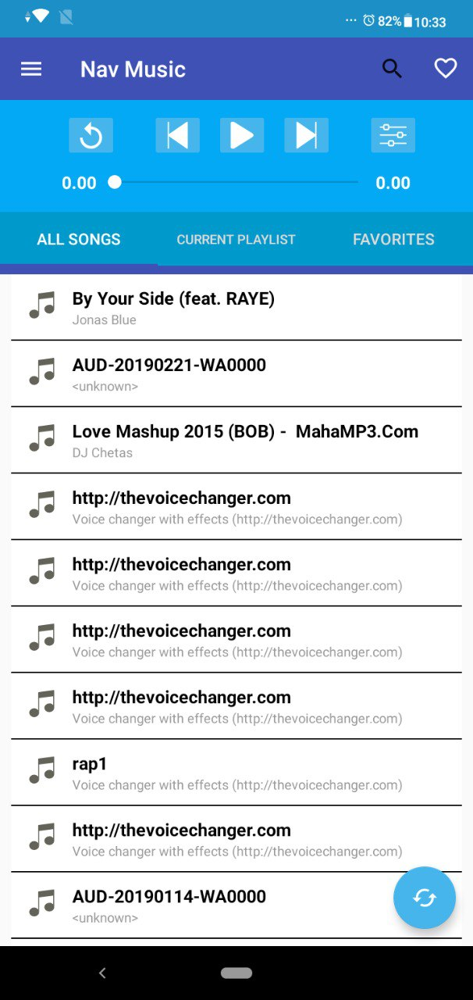 82% 10:33
Nav Music
0.00 0.00
ALL SONGS CURRENT PLAYLIST FAVORITES
By Your Side (feat. RAYE)
Jonas Blue
AUD-20190221-WA0000
<unknown>
Love Mashup 2015 (BOB) -  MahaMP3.Com
DJ Chetas
http://thevoicechanger.com
Voice changer with effects (http://thevoicechanger.com)
http://thevoicechanger.com
Voice changer with effects (http://thevoicechanger.com)
http://thevoicechanger.com
Voice changer with effects (http://thevoicechanger.com)
http://thevoicechanger.com
Voice changer with effects (http://thevoicechanger.com)
rap1
Voice changer with effects (http://thevoicechanger.com)
http://thevoicechanger.com
Voice changer with effects (http://thevoicechanger.com)
AUD-20190114-WA0000
<unknown>